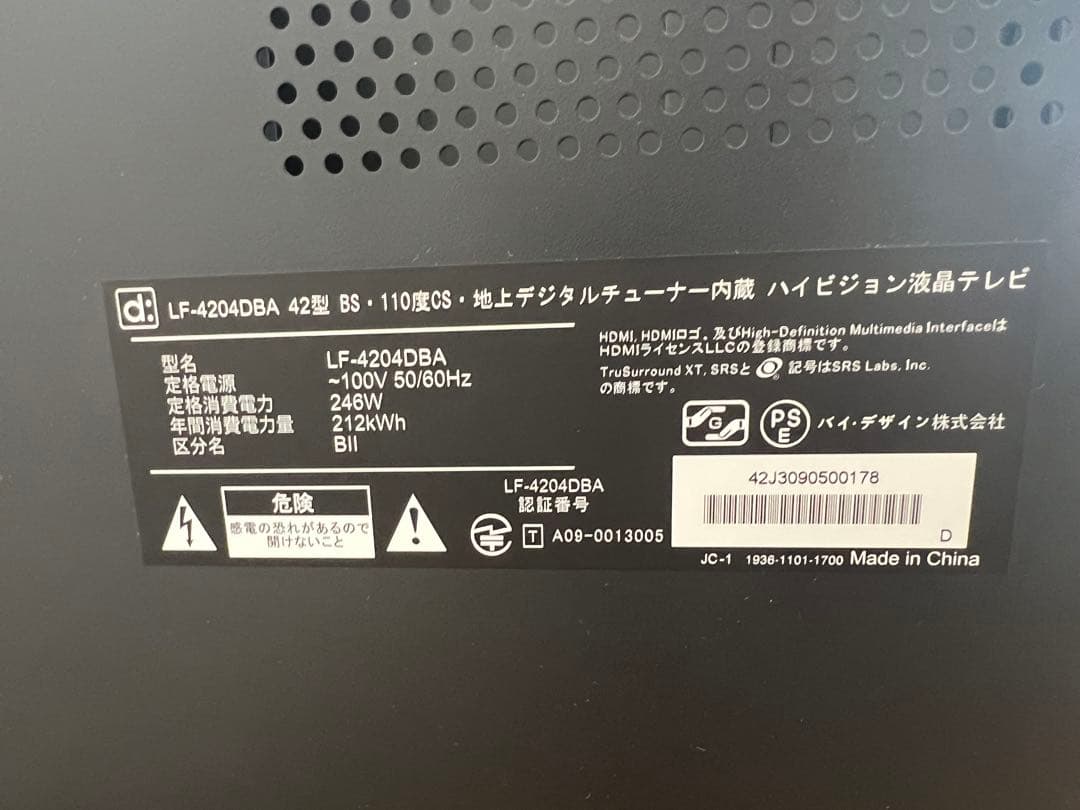 d: LF-4204DBA 42型 BS・110度CS・地上デジタルチューナー内蔵 ハイビジョン液晶テレビ
型名 LF-4204DBA
定格電源 ~100V 50/60Hz
定格消費電力 246W
年間消費電力量 212kWh
区分名 BII
HDMI, HDMIロゴ, 及びHigh-Definition Multimedia Interfaceは
HDMIライセンスLLCの登録商標です。
TruSurround XT, SRSと 記号はSRS Labs, Inc.
の商標です。
G
PS
E
バイ・デザイン株式会社
危険
感電の恐れがあるので
開けないこと
LF-4204DBA
認証番号
T A09-0013005
42J3090500178
D
JC-1 1936-1101-1700 Made in China